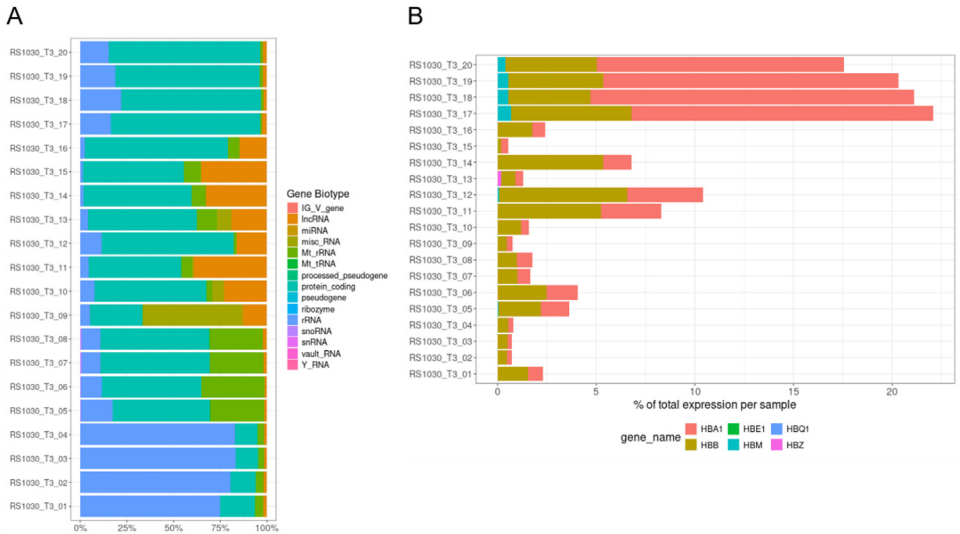 A
RS1030_T3_20
RS1030_T3_19
RS1030_T3_18
RS1030_T3_17
RS1030_T3_16
RS1030_T3_15
RS1030_T3_14
RS1030_T3_13
RS1030_T3_12
RS1030_T3_11
RS1030_T3_10
RS1030_T3_09
RS1030_T3_08
RS1030_T3_07
RS1030_T3_06
RS1030_T3_05
RS1030_T3_04
RS1030_T3_03
RS1030_T3_02
RS1030_T3_01
0% 25% 50% 75% 100%
Gene Biotype
IG_V_gene
lncRNA
miRNA
misc_RNA
Mt_rRNA
Mt_tRNA
processed_pseudogene
protein_coding
pseudogene
ribozyme
rRNA
snoRNA
snRNA
vault_RNA
Y_RNA
B
RS1030_T3_20
RS1030_T3_19
RS1030_T3_18
RS1030_T3_17
RS1030_T3_16
RS1030_T3_15
RS1030_T3_14
RS1030_T3_13
RS1030_T3_12
RS1030_T3_11
RS1030_T3_10
RS1030_T3_09
RS1030_T3_08
RS1030_T3_07
RS1030_T3_06
RS1030_T3_05
RS1030_T3_04
RS1030_T3_03
RS1030_T3_02
RS1030_T3_01
0 5 10 15 20
% of total expression per sample
gene_name
HBA1 HBE1 HBQ1
HBB HBM HBZ